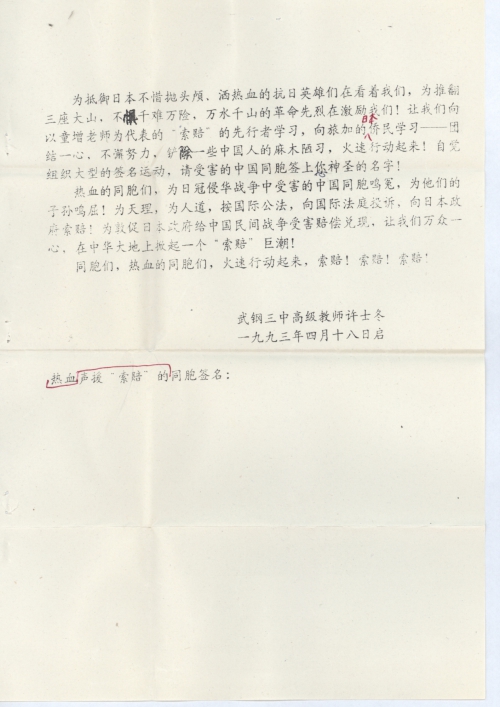 为抵御日本不惜抛头颅、洒热血的抗日英雄们在看着我们，为推翻
三座大山，不惧千难万险，万水千山的革命先烈在激励我们！让我们向
以童增老师为代表的“索赔”的先行者学习，向旅加的侨民学习——团
结一心，不懈努力，铲除一些中国人的麻木陋习，火速行动起来！自党
组织大型的签名运动，请受害的中国同胞签上您神圣的名字！
热血的同胞们，为日冠侵华战争中受害的中国同胞鸣冤，为他们的
子孙鸣屈！为天理，为人道，按国际公法，向国际法庭投诉，向日本政
府索赔！为敦促日本政府给中国民间战争受害赔偿兑现，让我们万众一
心，在中华大地上掀起一个“索赔”巨潮！
同胞们，热血的同胞们，火速行动起来，索赔！索赔！索赔！
武钢三中高级教师许士冬
一九九三年四月十八日启
热血声援“索赔”的同胞签名：